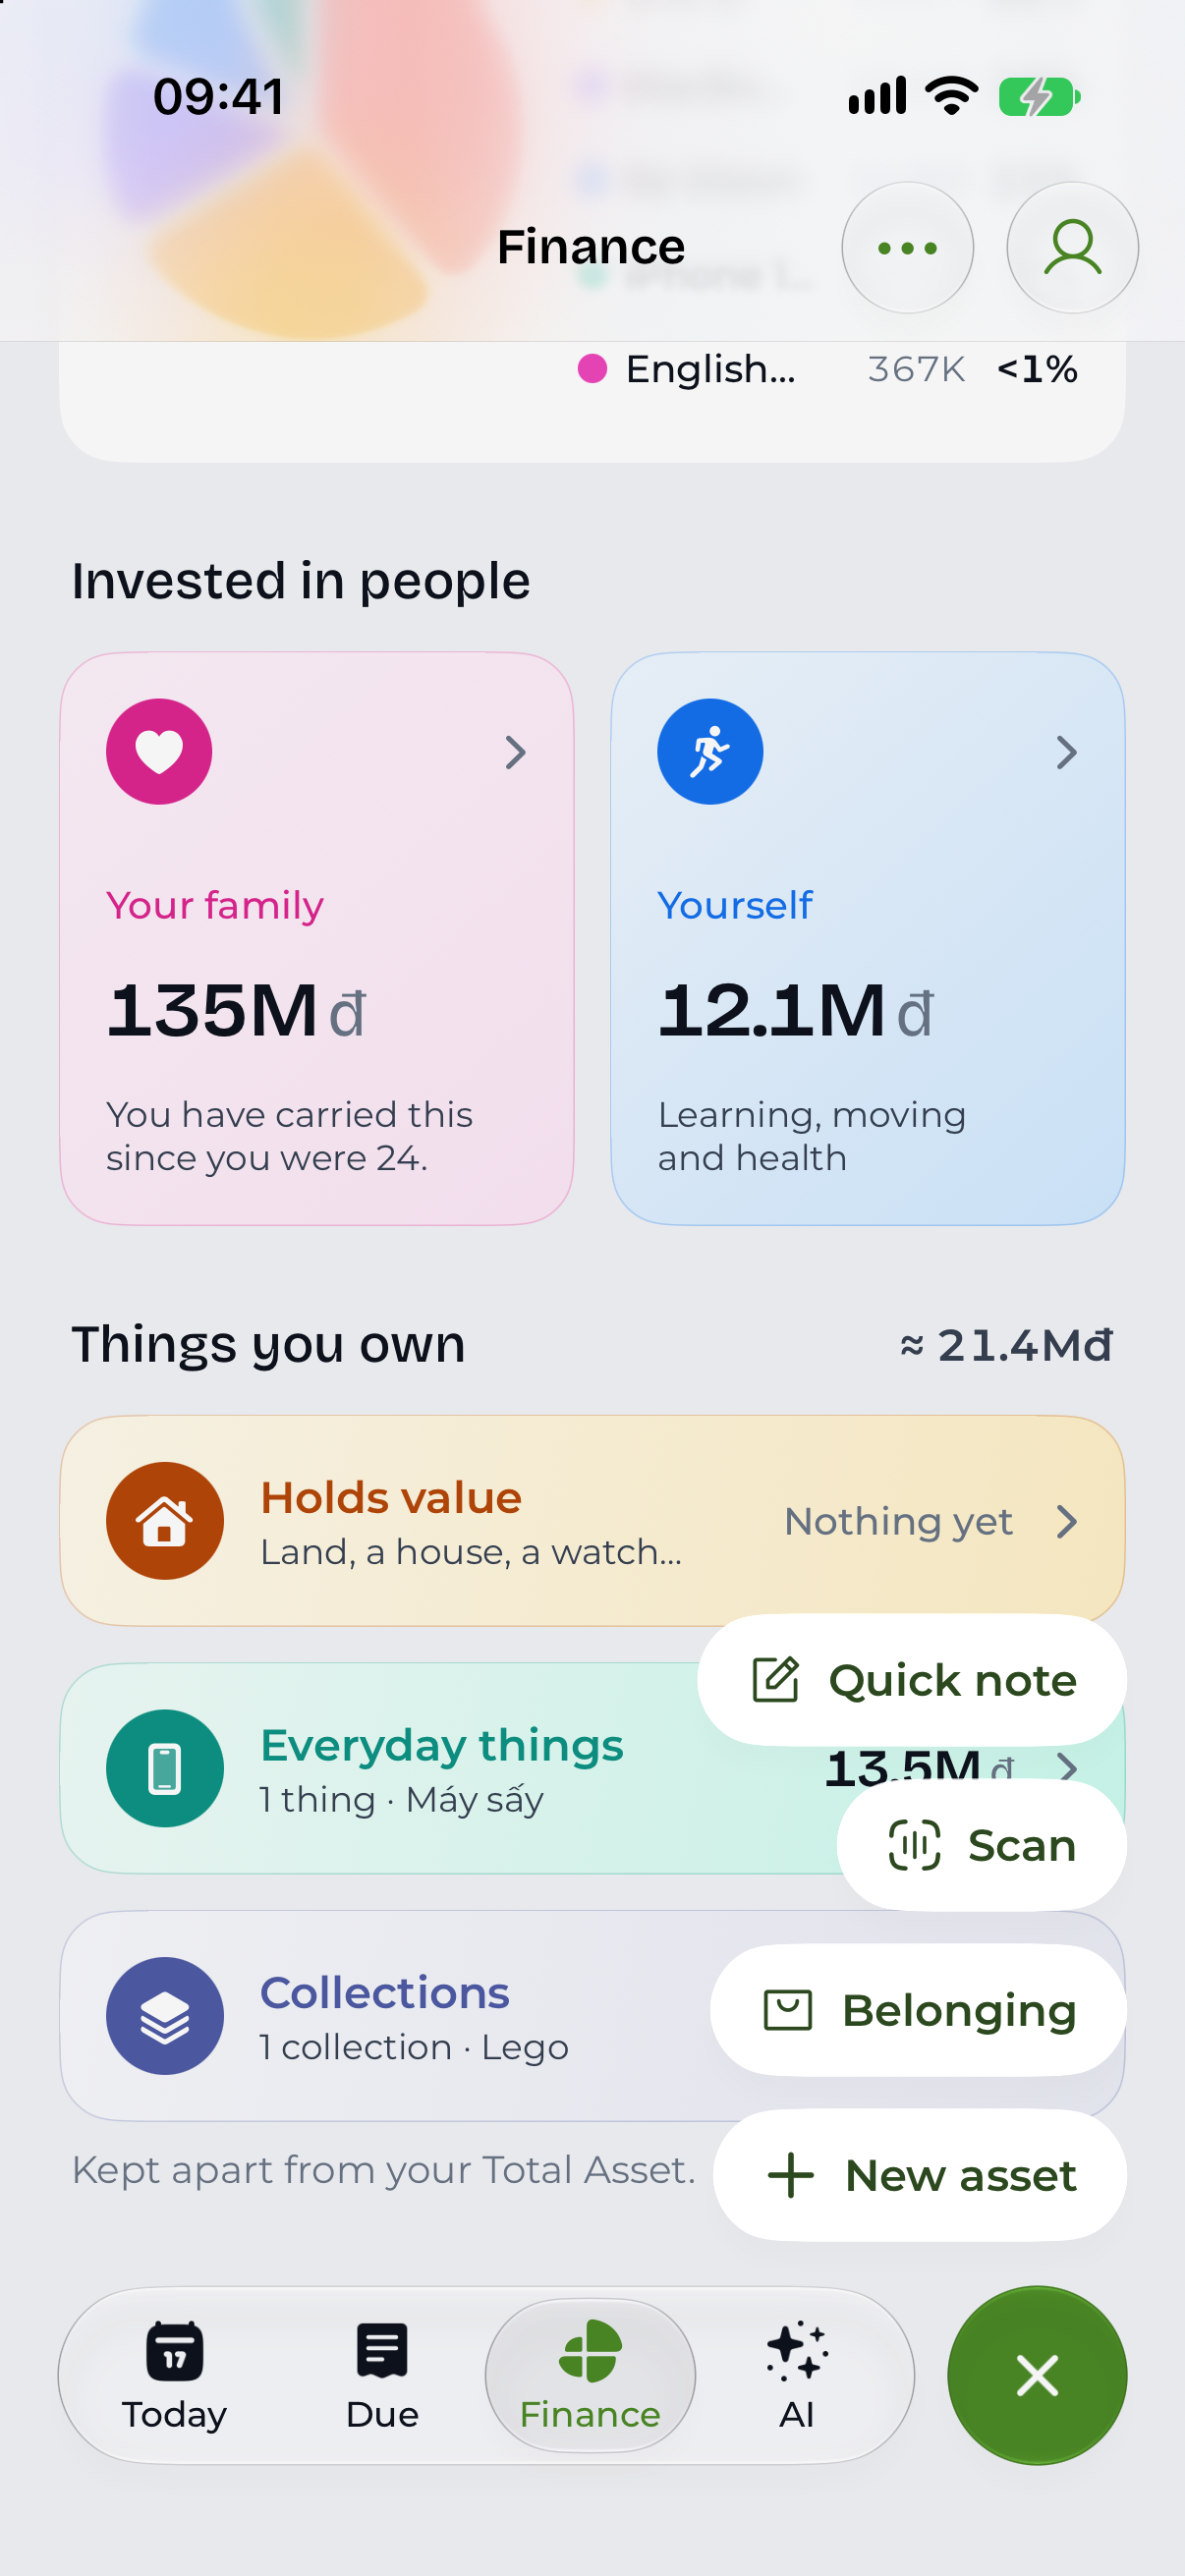 09:41
Finance
English... 367K <1%
Invested in people
Your family
135M đ
You have carried this
since you were 24.
Yourself
12.1M đ
Learning, moving
and health
Things you own ≈ 21.4Mđ
Holds value
Land, a house, a watch...
Nothing yet
Quick note
Everyday things
1 thing · Máy sấy
13.5M đ
Scan
Collections
1 collection · Lego
Belonging
Kept apart from your Total Asset.
New asset
17
Today
Due
Finance
AI